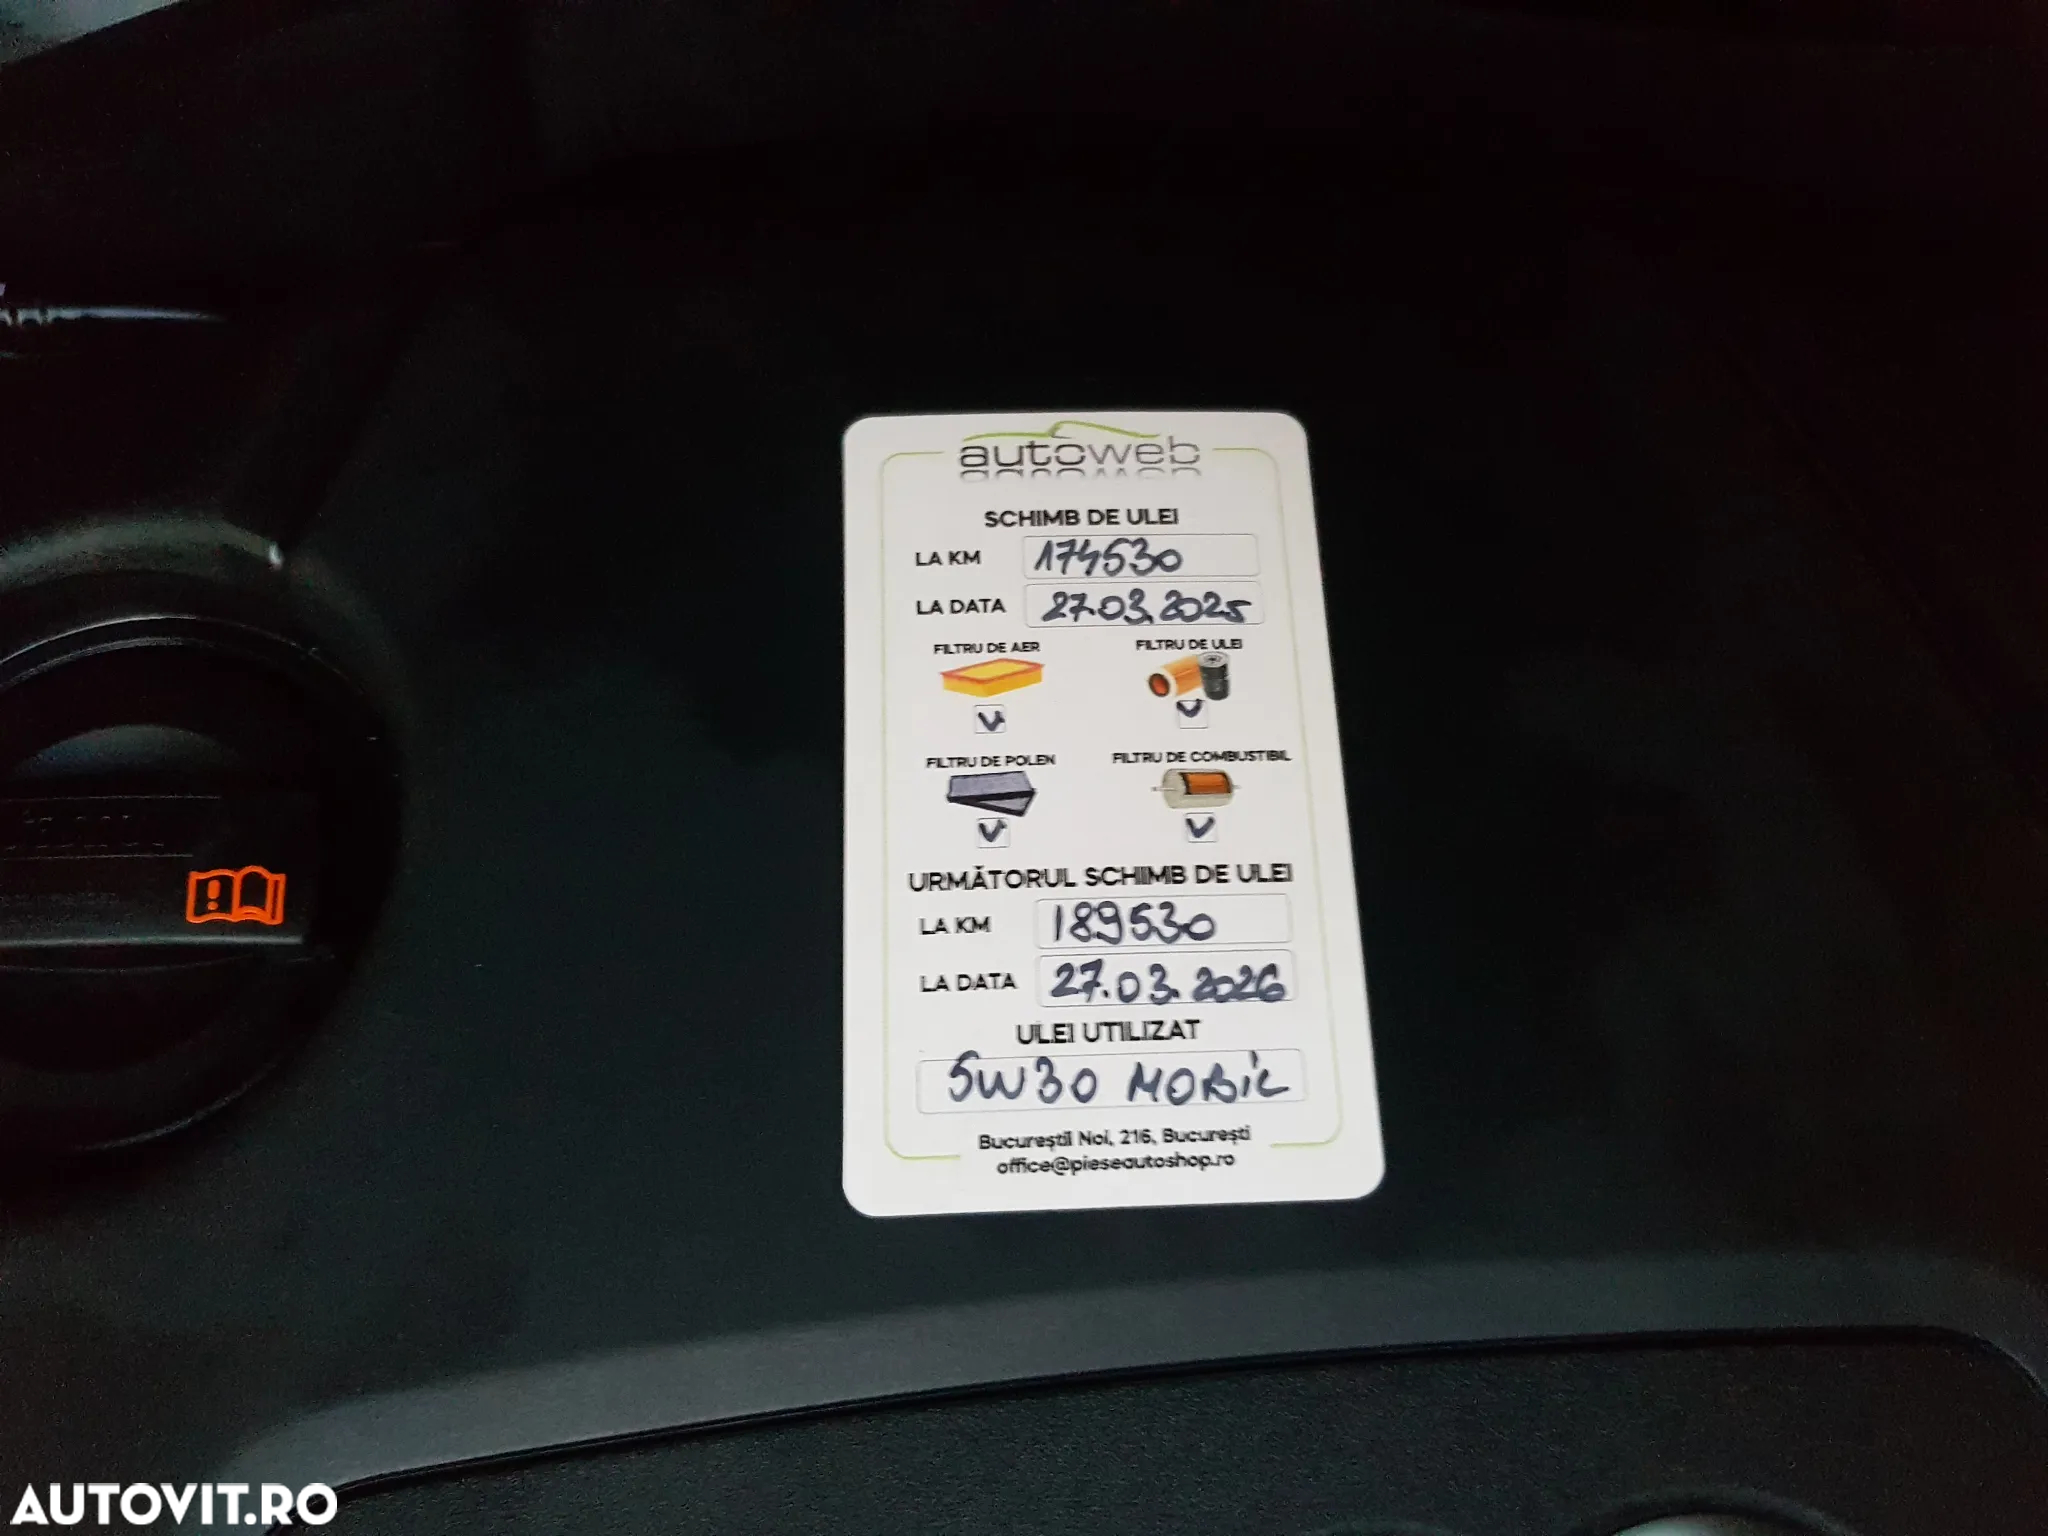 autoweb
SCHIMB DE ULEI
LA KM 174530
LA DATA 27.03.2025
FILTRU DE AER FILTRU DE ULEI
FILTRU DE POLEN FILTRU DE COMBUSTIBIL
URMĂTORUL SCHIMB DE ULEI
LA KM 189530
LA DATA 27.03.2026
ULEI UTILIZAT
5W30 MOBIL
Bucureștii Noi, 216, București
office@pieseautoshop.ro
AUTOVIT.RO